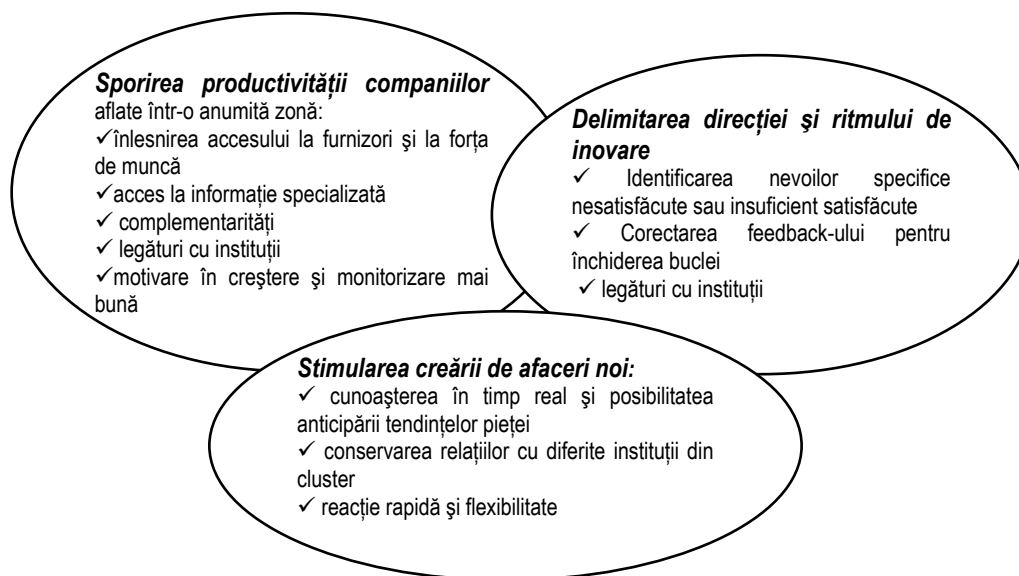 Sporirea productivității companiilor
aflate într-o anumită zonă:
✓înlesnirea accesului la furnizori şi la forța
de muncă
✓acces la informație specializată
✓ complementarități
✓ legături cu instituții
✓motivare în creştere şi monitorizare mai
bună
Delimitarea direcției şi ritmului de
inovare
✓ Identificarea nevoilor specifice
nesatisfăcute sau insuficient satisfăcute
✓ Corectarea feedback-ului pentru
închiderea buclei
✓ legături cu instituții
Stimularea creării de afaceri noi:
✓ cunoaşterea în timp real şi posibilitatea
anticipării tendințelor pieței
✓ conservarea relațiilor cu diferite instituții din
cluster
✓ reacție rapidă şi flexibilitate